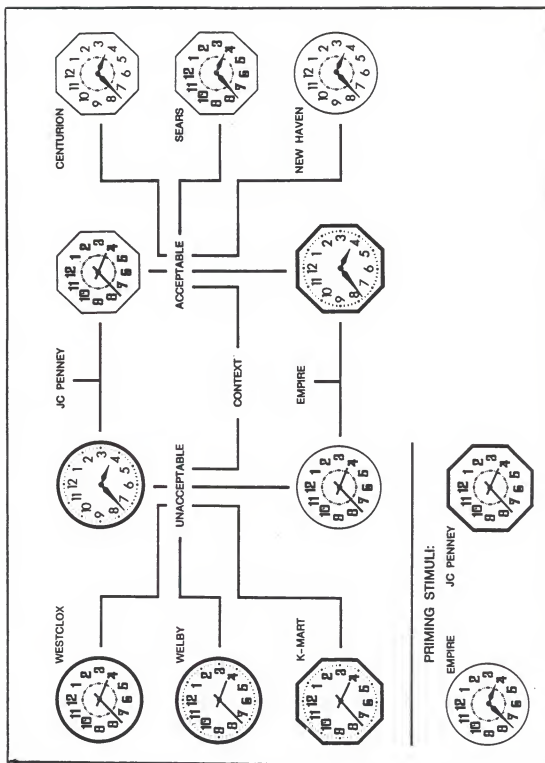 WESTCLOX
JC PENNEY
CENTURION
WELBY
UNACCEPTABLE
ACCEPTABLE
SEARS
CONTEXT
K-MART
EMPIRE
NEW HAVEN
PRIMING STIMULI:
EMPIRE
JC PENNEY